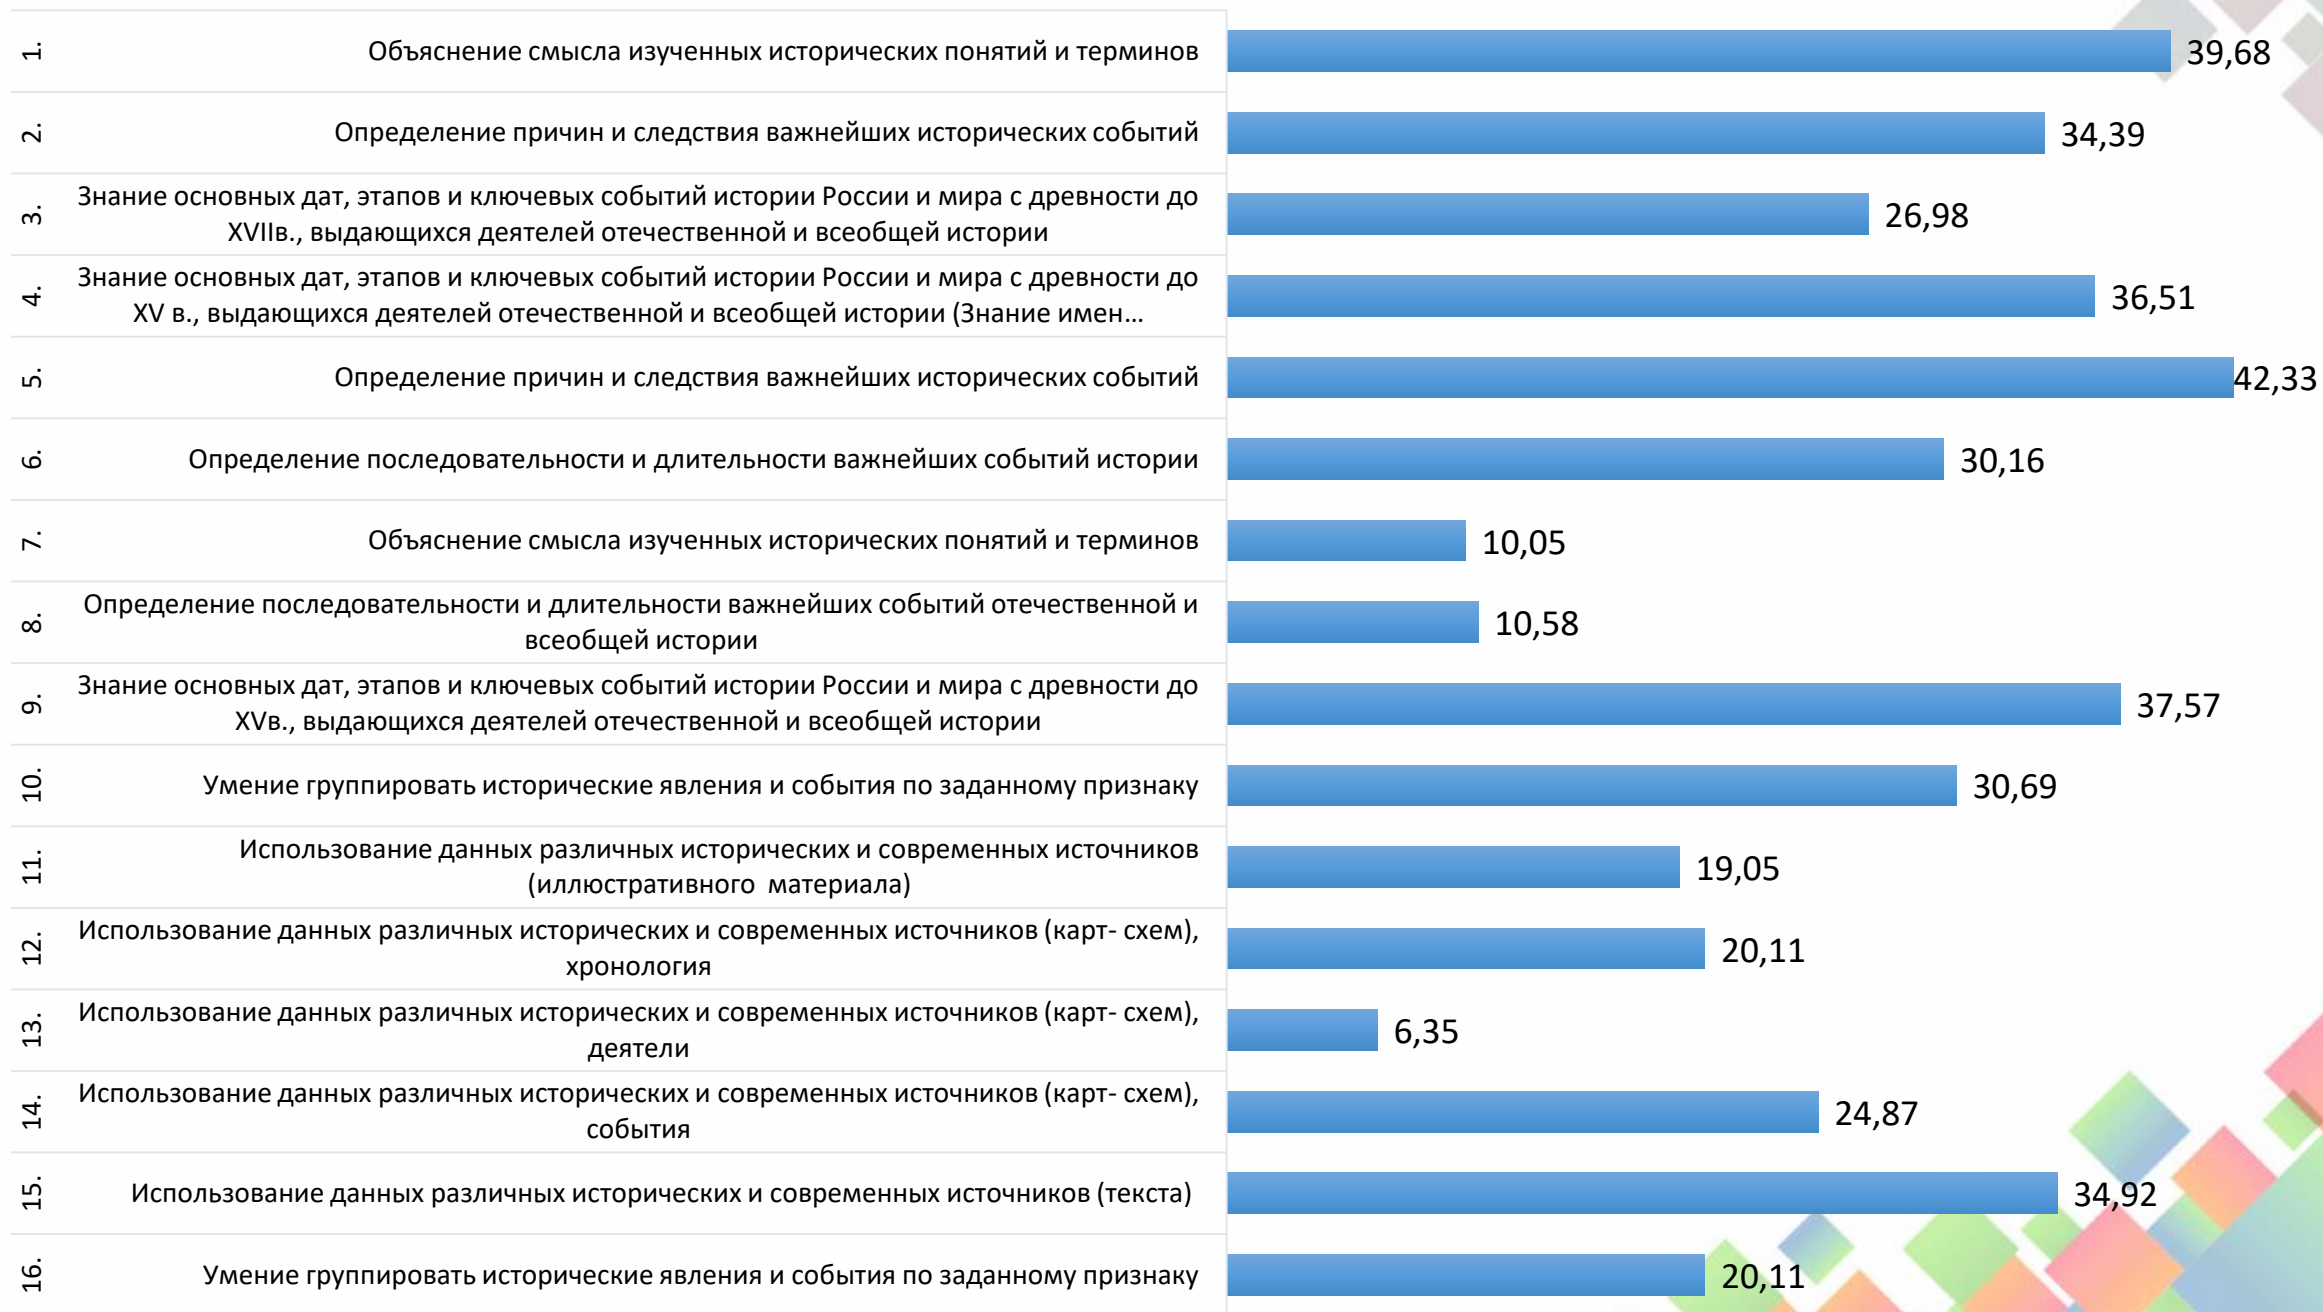 1.
Объяснение смысла изученных исторических понятий и терминов
39,68
2.
Определение причин и следствия важнейших исторических событий
34,39
3.
Знание основных дат, этапов и ключевых событий истории России и мира с древности до
XVIIв., выдающихся деятелей отечественной и всеобщей истории
26,98
4.
Знание основных дат, этапов и ключевых событий истории России и мира с древности до
XV в., выдающихся деятелей отечественной и всеобщей истории (Знание имен…
36,51
5.
Определение причин и следствия важнейших исторических событий
42,33
6.
Определение последовательности и длительности важнейших событий истории
30,16
7.
Объяснение смысла изученных исторических понятий и терминов
10,05
8.
Определение последовательности и длительности важнейших событий отечественной и
всеобщей истории
10,58
9.
Знание основных дат, этапов и ключевых событий истории России и мира с древности до
XVв., выдающихся деятелей отечественной и всеобщей истории
37,57
10.
Умение группировать исторические явления и события по заданному признаку
30,69
11.
Использование данных различных исторических и современных источников
(иллюстративного  материала)
19,05
12.
Использование данных различных исторических и современных источников (карт- схем),
хронология
20,11
13.
Использование данных различных исторических и современных источников (карт- схем),
деятели
6,35
14.
Использование данных различных исторических и современных источников (карт- схем),
события
24,87
15.
Использование данных различных исторических и современных источников (текста)
34,92
16.
Умение группировать исторические явления и события по заданному признаку
20,11